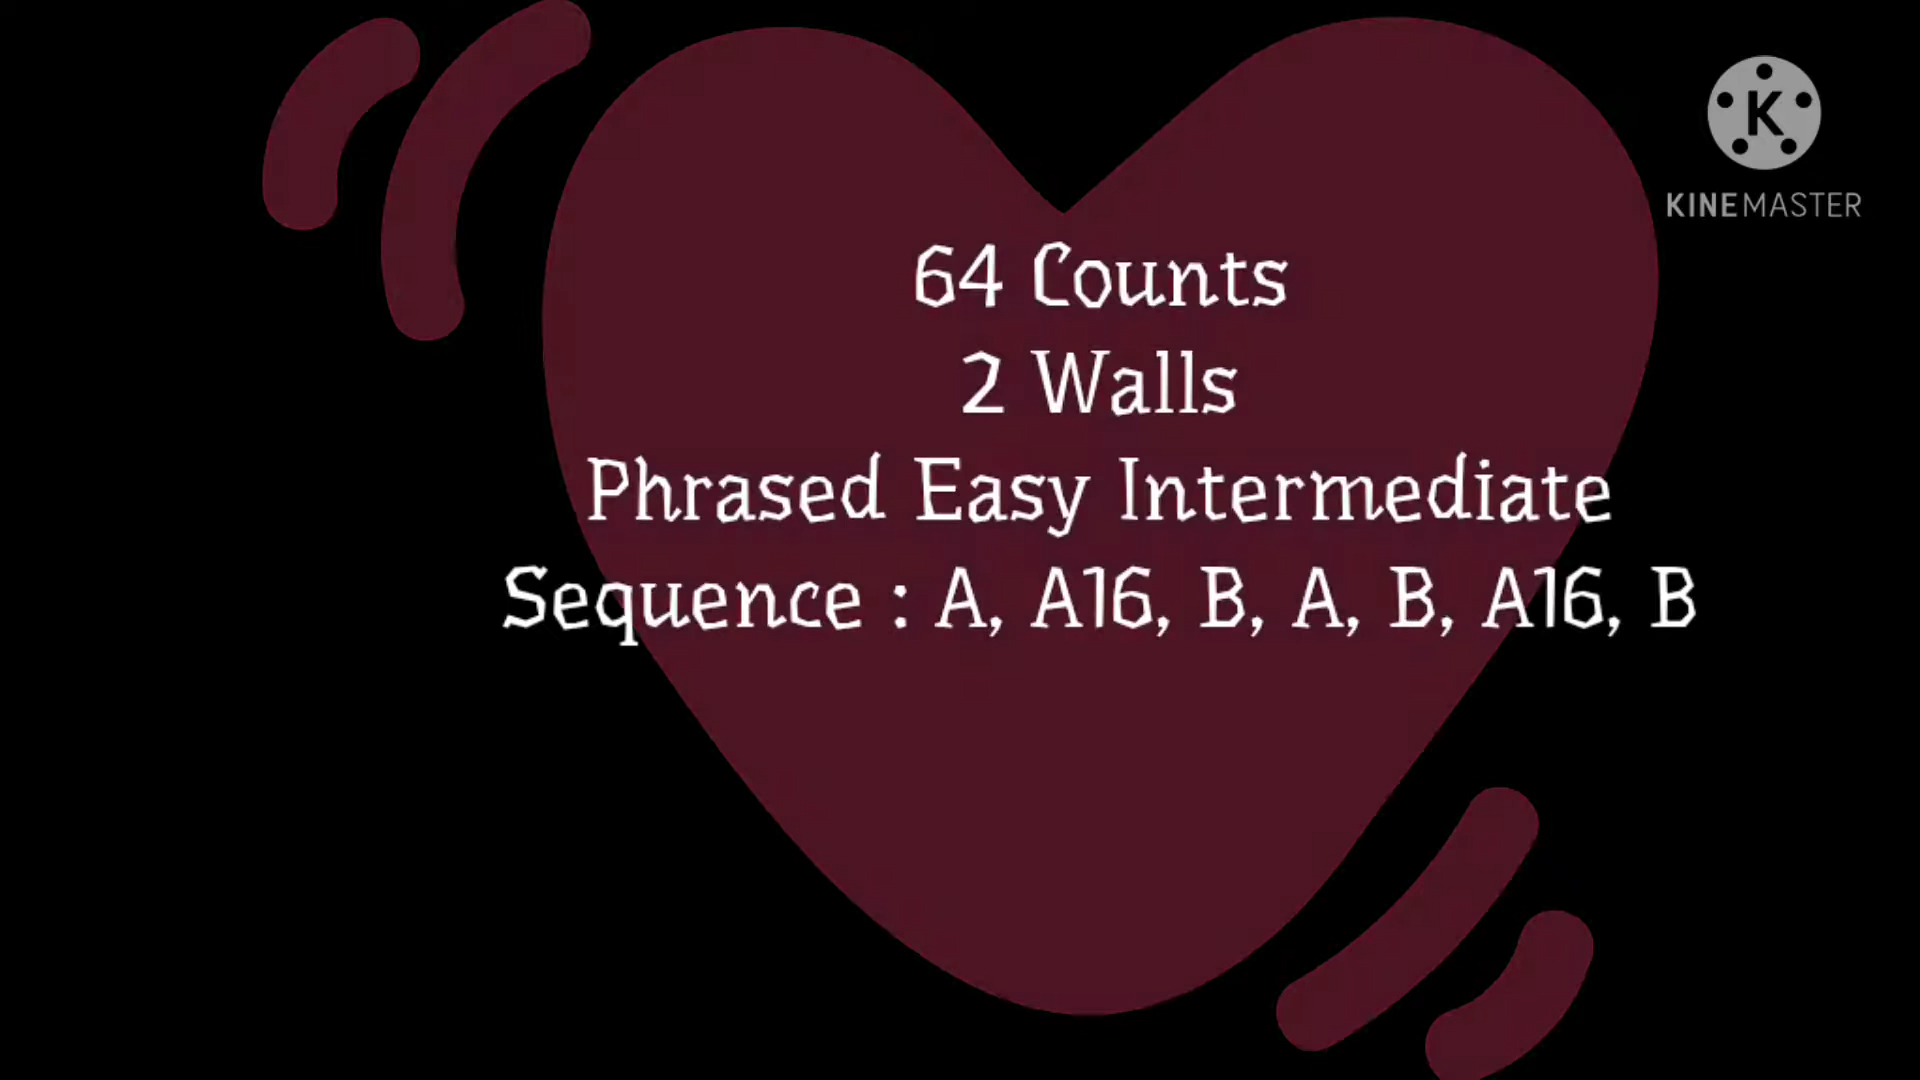 K
KINEMASTER
64 Counts
2 Walls
Phrased Easy Intermediate
Sequence : A, A16, B, A, B, A16, B